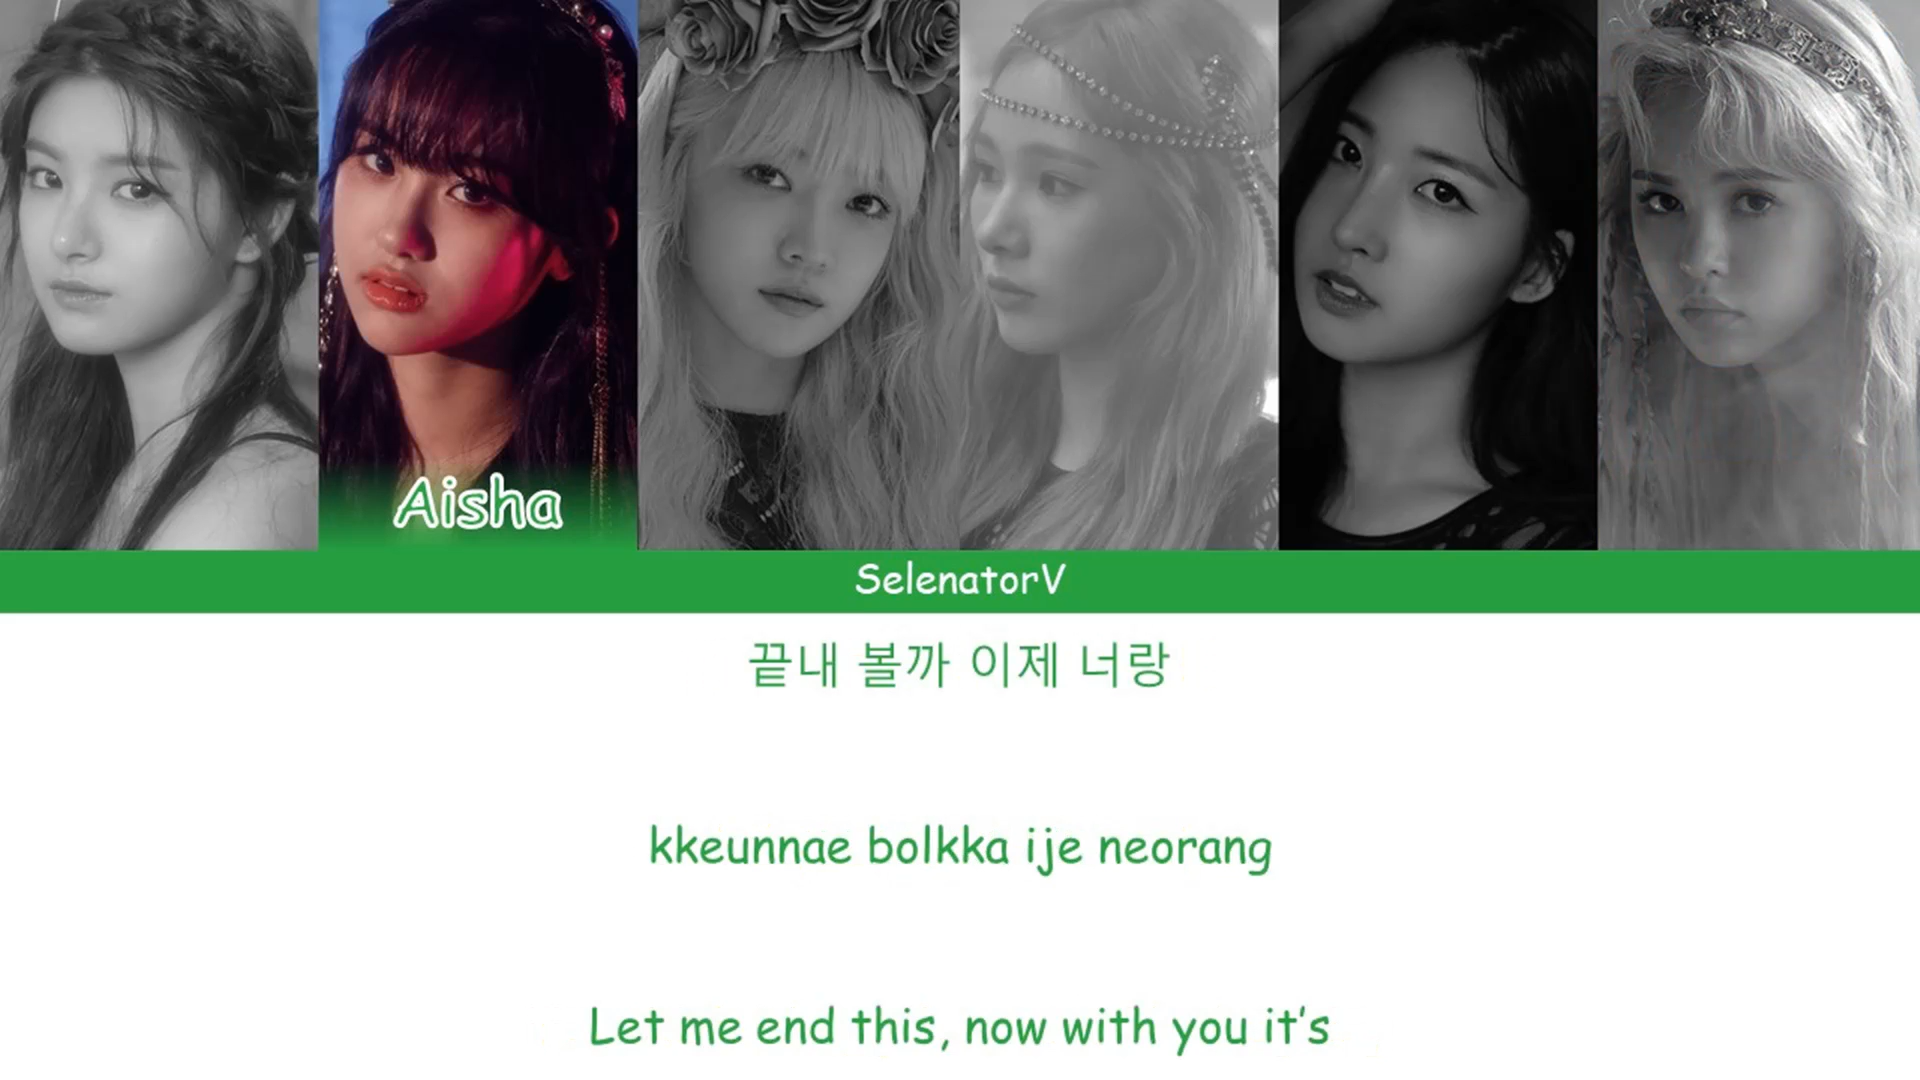 Aisha
SelenatorV
끝내 볼까 이제 너랑
kkeunnae bolkka ije neorang
Let me end this, now with you it's